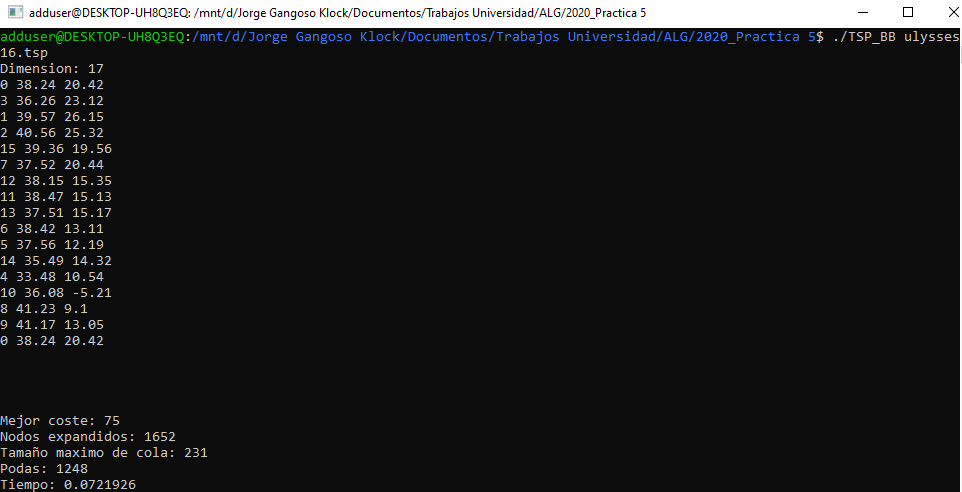 adduser@DESKTOP-UH8Q3EQ: /mnt/d/Jorge Gangoso Klock/Documentos/Trabajos Universidad/ALG/2020_Practica 5
adduser@DESKTOP-UH8Q3EQ:/mnt/d/Jorge Gangoso Klock/Documentos/Trabajos Universidad/ALG/2020_Practica 5$ ./TSP_BB ulysses
16.tsp
Dimension: 17
0 38.24 20.42
3 36.26 23.12
1 39.57 26.15
2 40.56 25.32
15 39.36 19.56
7 37.52 20.44
12 38.15 15.35
11 38.47 15.13
13 37.51 15.17
6 38.42 13.11
5 37.56 12.19
14 35.49 14.32
4 33.48 10.54
10 36.08 -5.21
8 41.23 9.1
9 41.17 13.05
0 38.24 20.42
Mejor coste: 75
Nodos expandidos: 1652
Tamaño maximo de cola: 231
Podas: 1248
Tiempo: 0.0721926